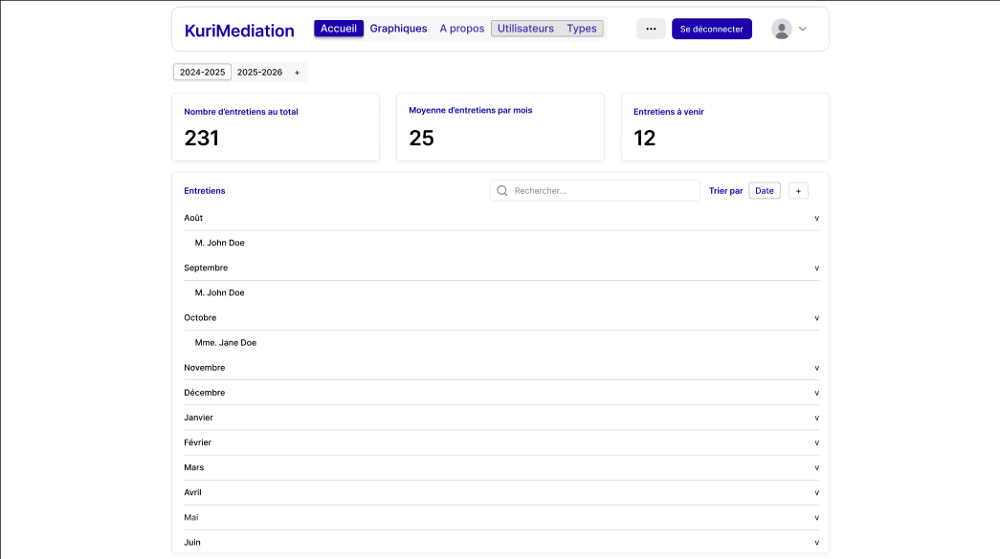 KuriMediation Accueil Graphiques A propos Utilisateurs Types ••• Se déconnecter
2024-2025 2025-2026 +
Nombre d'entretiens au total
231
Moyenne d'entretiens par mois
25
Entretiens à venir
12
Entretiens Rechercher... Trier par Date +
Août v
M. John Doe
Septembre v
M. John Doe
Octobre v
Mme. Jane Doe
Novembre v
Décembre v
Janvier v
Février v
Mars v
Avril v
Mai v
Juin v